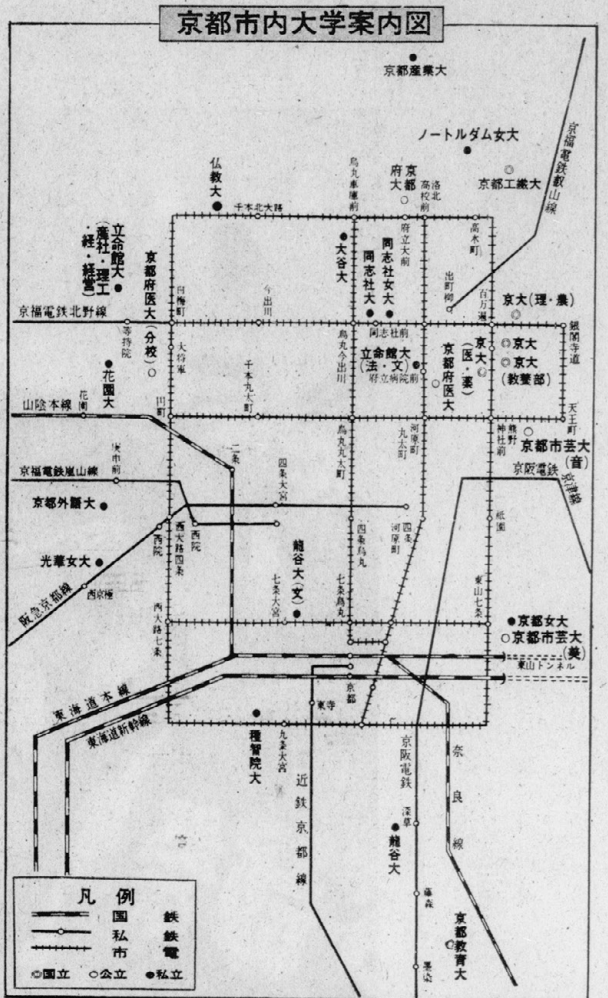 京都市内大学案内図
京都産業大
ノートルダム女大
京福電鉄叡山線
京都工繊大
京都府大
洛北高校前
烏丸車庫前
仏教大
千本北大路
府立大前
高木町
大谷大
同志社大
同志社女大
出町柳
百万遍
京大(理・農)
立命館大(産社・理工・経・経営)
京都府医大(分校)
白梅町
今出川
京福電鉄北野線
等持院
大将軍
烏丸今出川
同志社前
銀閣寺道
立命館大(法・文)
府立病院前
京都府医大
京大(医・薬)
京大
京大(教養部)
花園大
花園
山陰本線
円町
千本丸太町
二条
烏丸丸太町
河原町丸太町
熊野神社前
天王町
京都市芸大(音)
京福電鉄嵐山線
四条大宮
京阪電鉄
京津線
京都外語大
西院
西大路四条
西院
四条烏丸
四条河原町
祇園
光華女大
西京極
阪急京都線
龍谷大(文)
七条大宮
七条烏丸
西大路七条
東山七条
京都女大
京都市芸大(美)
東山トンネル
東海道本線
東海道新幹線
京都
東寺
種智院大
九条大宮
近鉄京都線
京阪電鉄
奈良線
深草
龍谷大
藤森
京都教育大
墨染
凡例
国鉄
私鉄
市電
◎国立 ○公立 ●私立